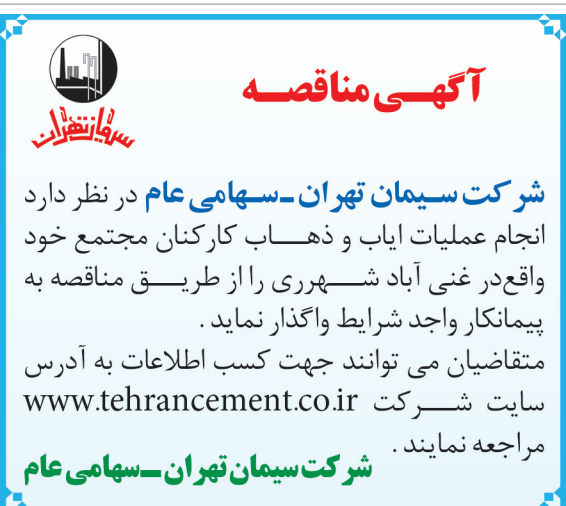 سیمان تهران
آگهی مناقصه
شرکت سیمان تهران ـ سهامی عام در نظر دارد
انجام عملیات ایاب و ذهاب کارکنان مجتمع خود
واقع در غنی آباد شهرری را از طریق مناقصه به
پیمانکار واجد شرایط واگذار نماید .
متقاضیان می توانند جهت کسب اطلاعات به آدرس
سایت شرکت www.tehrancement.co.ir
مراجعه نمایند .
شرکت سیمان تهران ـ سهامی عام